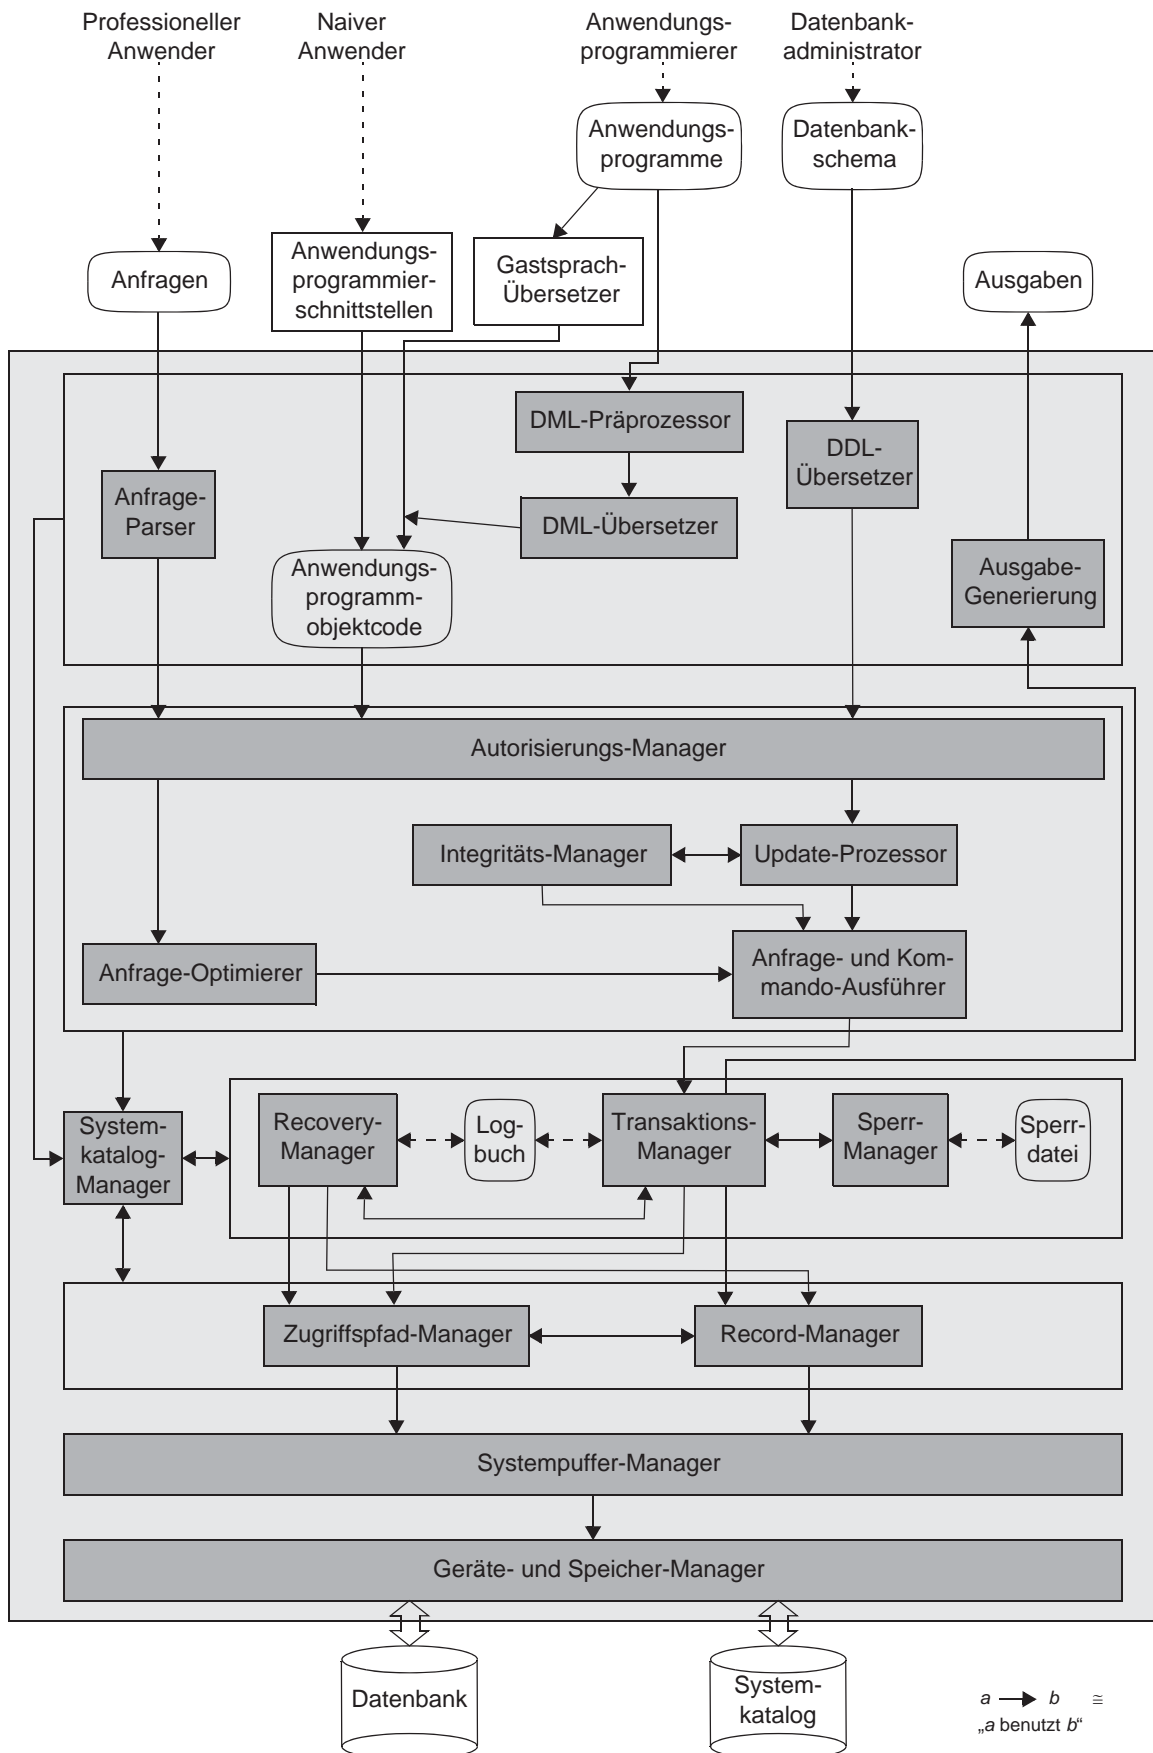 Professioneller
Anwender
Naiver
Anwender
Anwendungs-
programmierer
Datenbank-
administrator
Anwendungs-
programme
Datenbank-
schema
Anfragen
Anwendungs-
programmier-
schnittstellen
Gastsprach-
Übersetzer
Ausgaben
DML-Präprozessor
DDL-
Übersetzer
Anfrage-
Parser
DML-Übersetzer
Anwendungs-
programm-
objektcode
Ausgabe-
Generierung
Autorisierungs-Manager
Integritäts-Manager
Update-Prozessor
Anfrage-Optimierer
Anfrage- und Kom-
mando-Ausführer
System-
katalog-
Manager
Recovery-
Manager
Log-
buch
Transaktions-
Manager
Sperr-
Manager
Sperr-
datei
Zugriffspfad-Manager
Record-Manager
Systempuffer-Manager
Geräte- und Speicher-Manager
Datenbank
System-
katalog
a b ≅
„a benutzt b“